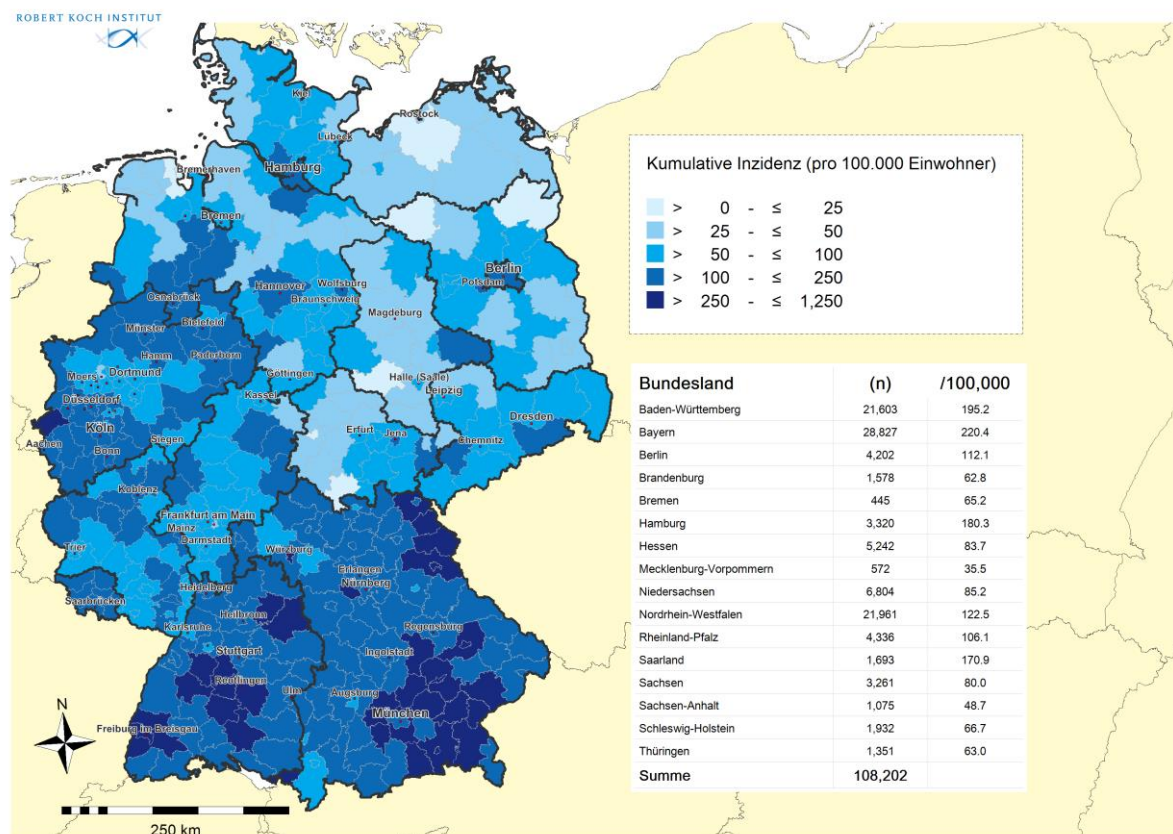 ROBERT KOCH INSTITUT
Kiel
Rostock
Lübeck
Hamburg
Bremerhaven
Bremen
Berlin
Potsdam
Hannover
Wolfsburg
Braunschweig
Osnabrück
Magdeburg
Münster
Bielefeld
Hamm
Paderborn
Moers
Dortmund
Göttingen
Halle (Saale)
Leipzig
Düsseldorf
Kassel
Dresden
Köln
Erfurt
Jena
Chemnitz
Aachen
Siegen
Bonn
Koblenz
Frankfurt am Main
Mainz
Darmstadt
Trier
Würzburg
Erlangen
Nürnberg
Heidelberg
Saarbrücken
Heilbronn
Karlsruhe
Regensburg
Stuttgart
Ingolstadt
Reutlingen
Ulm
Augsburg
München
Freiburg im Breisgau
N
250 km
Kumulative Inzidenz (pro 100.000 Einwohner)
> 0 - ≤ 25
> 25 - ≤ 50
> 50 - ≤ 100
> 100 - ≤ 250
> 250 - ≤ 1,250
Bundesland (n) /100,000
Baden-Württemberg 21,603 195.2
Bayern 28,827 220.4
Berlin 4,202 112.1
Brandenburg 1,578 62.8
Bremen 445 65.2
Hamburg 3,320 180.3
Hessen 5,242 83.7
Mecklenburg-Vorpommern 572 35.5
Niedersachsen 6,804 85.2
Nordrhein-Westfalen 21,961 122.5
Rheinland-Pfalz 4,336 106.1
Saarland 1,693 170.9
Sachsen 3,261 80.0
Sachsen-Anhalt 1,075 48.7
Schleswig-Holstein 1,932 66.7
Thüringen 1,351 63.0
Summe 108,202